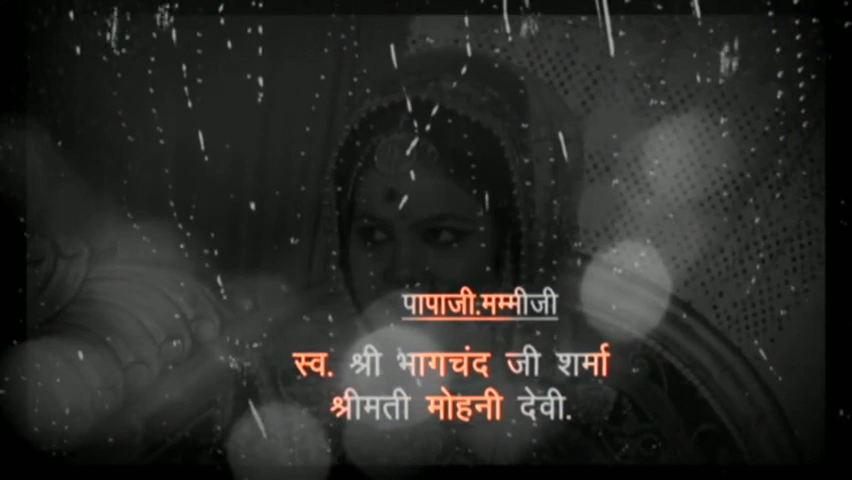 पापाजी.मम्मीजी
स्व. श्री भागचंद जी शर्मा
श्रीमती मोहनी देवी.